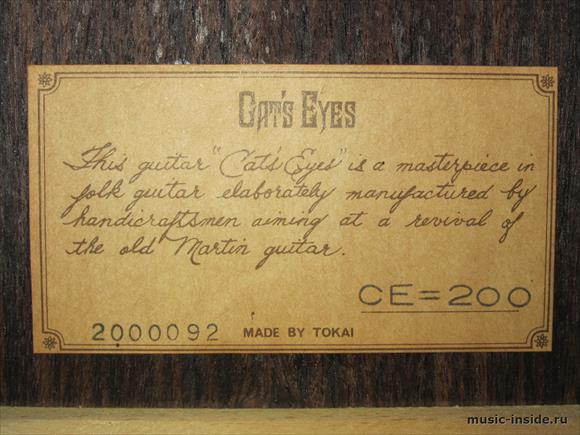 CAT'S EYES
This guitar "Cat's Eyes" is a masterpiece in
folk guitar elaborately manufactured by
handicraftsmen aiming at a revival of
the old Martin guitar.
CE=200
2000092 MADE BY TOKAI
music-inside.ru